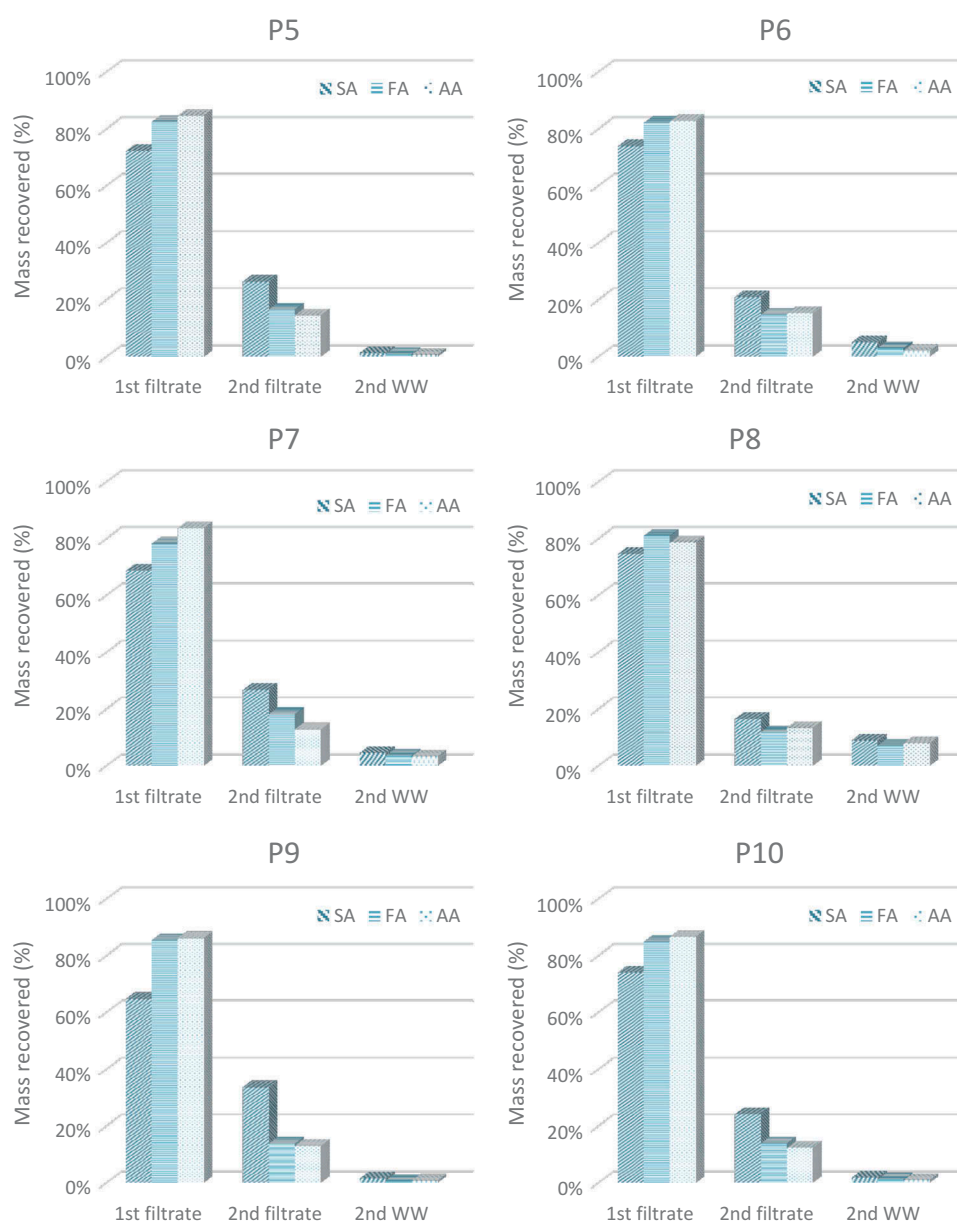 P5
100%
80%
60%
40%
20%
0%
Mass recovered (%)
SA FA AA
1st filtrate 2nd filtrate 2nd WW
P6
100%
80%
60%
40%
20%
0%
Mass recovered (%)
SA FA AA
1st filtrate 2nd filtrate 2nd WW
P7
100%
80%
60%
40%
20%
0%
Mass recovered (%)
SA FA AA
1st filtrate 2nd filtrate 2nd WW
P8
100%
80%
60%
40%
20%
0%
Mass recovered (%)
SA FA AA
1st filtrate 2nd filtrate 2nd WW
P9
100%
80%
60%
40%
20%
0%
Mass recovered (%)
SA FA AA
1st filtrate 2nd filtrate 2nd WW
P10
100%
80%
60%
40%
20%
0%
Mass recovered (%)
SA FA AA
1st filtrate 2nd filtrate 2nd WW